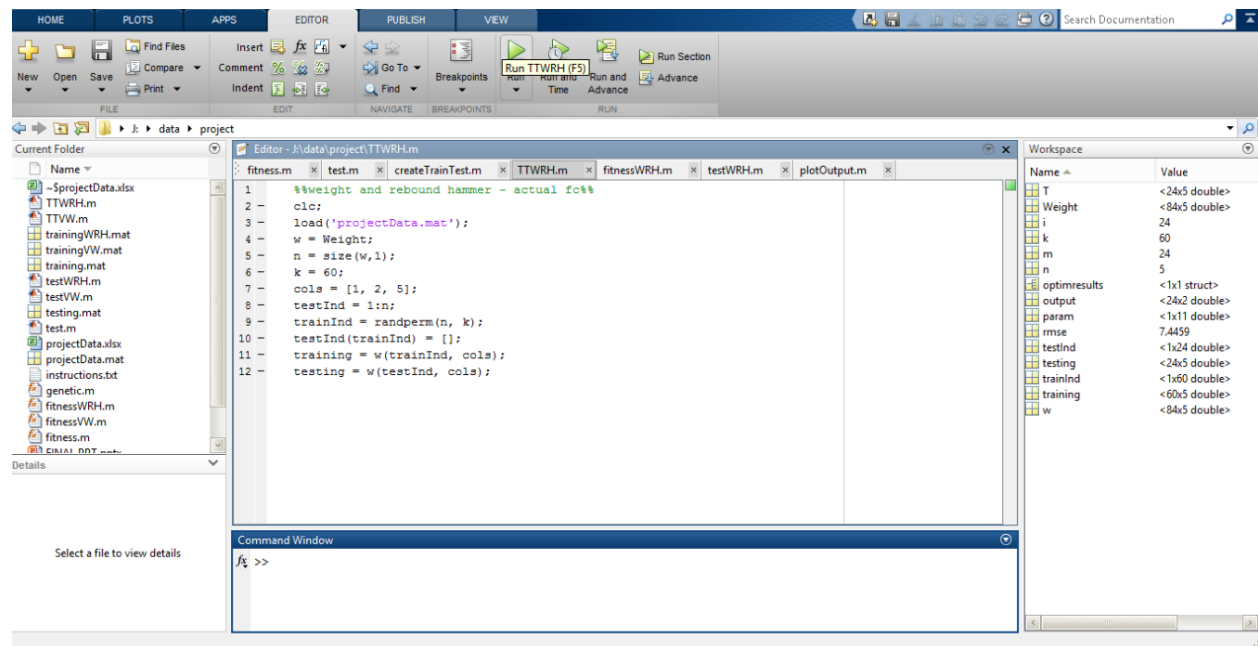 HOME PLOTS APPS EDITOR PUBLISH VIEW Search Documentation
Find Files Insert fx
Compare Comment % Go To Run Section
New Open Save Print Indent Find Breakpoints Run Run and Time Run and Advance Advance
Run TTWRH (F5)
FILE EDIT NAVIGATE BREAKPOINTS RUN
J: data project
Current Folder
Name
~$projectData.xlsx
TTWRH.m
TTVW.m
trainingWRH.mat
trainingVW.mat
training.mat
testWRH.m
testVW.m
testing.mat
test.m
projectData.xlsx
projectData.mat
instructions.txt
genetic.m
fitnessWRH.m
fitnessVW.m
fitness.m
FINAL PPT.pptx
Details
Select a file to view details
Editor - J:\data\project\TTWRH.m
fitness.m test.m createTrainTest.m TTWRH.m fitnessWRH.m testWRH.m plotOutput.m
1 %%weight and rebound hammer - actual fc%%
2 - clc;
3 - load('projectData.mat');
4 - w = Weight;
5 - n = size(w,1);
6 - k = 60;
7 - cols = [1, 2, 5];
8 - testInd = 1:n;
9 - trainInd = randperm(n, k);
10 - testInd(trainInd) = [];
11 - training = w(trainInd, cols);
12 - testing = w(testInd, cols);
Command Window
fx >>
Workspace
Name Value
T <24x5 double>
Weight <84x5 double>
i 24
k 60
m 24
n 5
optimresults <1x1 struct>
output <24x2 double>
param <1x11 double>
rmse 7.4459
testInd <1x24 double>
testing <24x5 double>
trainInd <1x60 double>
training <60x5 double>
w <84x5 double>